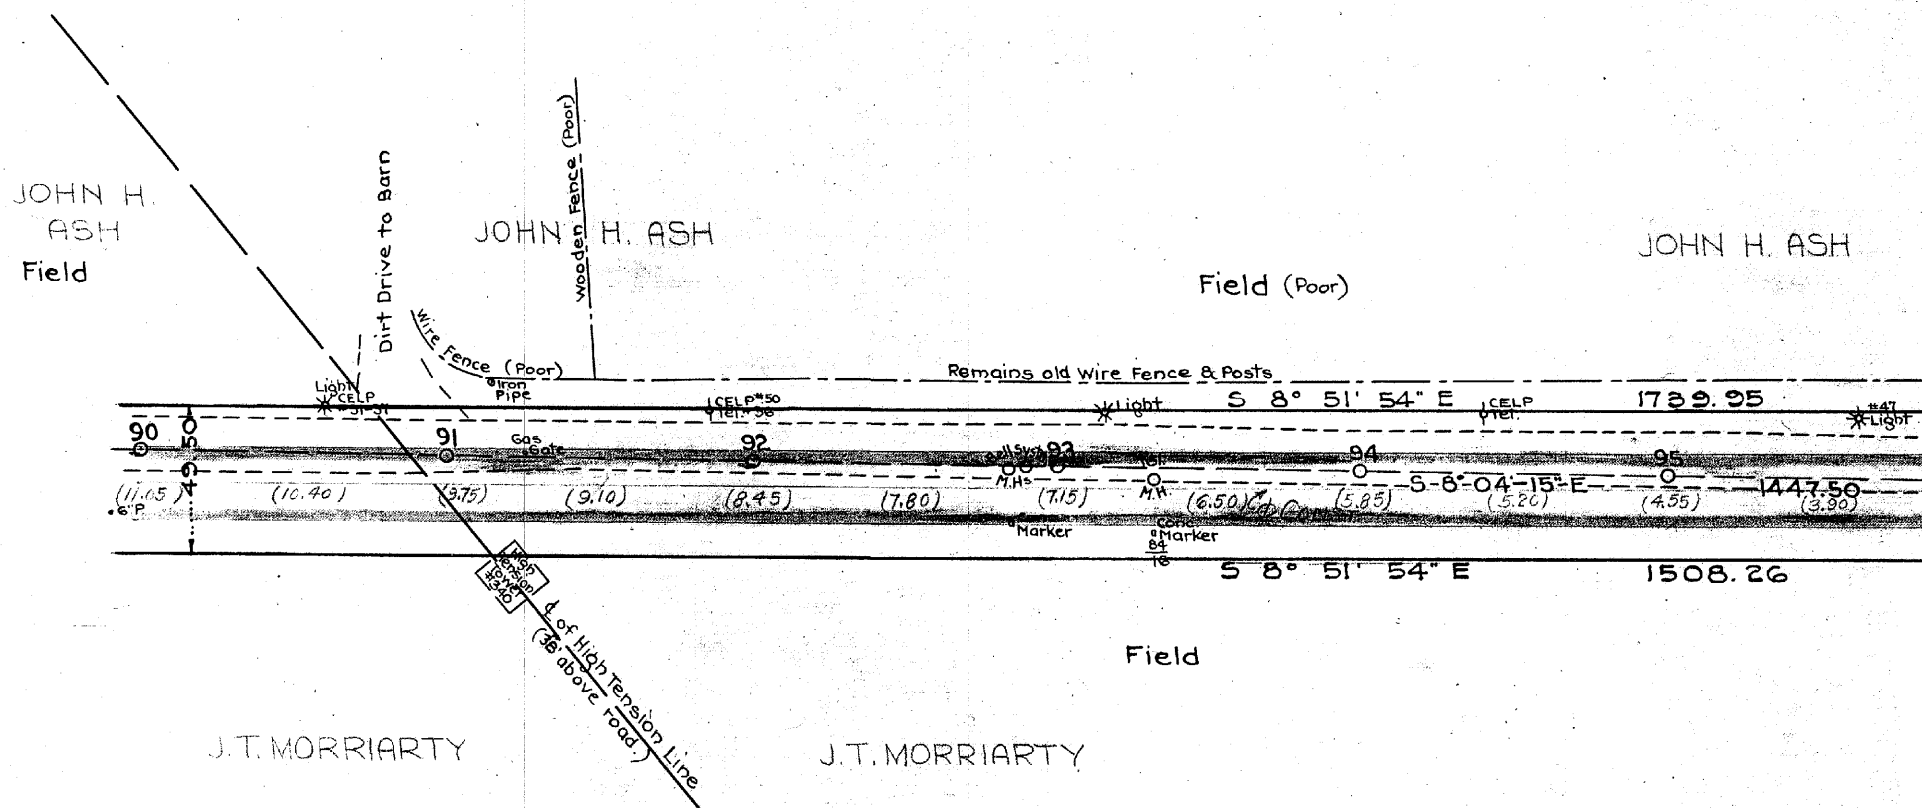 JOHN H.
ASH
Field
Dirt Drive to Barn
JOHN H. ASH
Wooden Fence (Poor)
Field (Poor)
JOHN H. ASH
Wire Fence (Poor)
Iron
Pipe
Remains old Wire Fence & Posts
Light
CELP
CELP #50
Light
S 8° 51' 54" E
CELP
Tel.
1739.95
#47
Light
90
49.50
91
Gas
Gate
92
93
94
95
M.Hs
M.H.
S-8°-04'-15"-E
1447.50
(11.05)
(10.40)
(9.75)
(9.10)
(8.45)
(7.80)
(7.15)
(6.50)
(5.85)
(5.20)
(4.55)
(3.90)
6"P.
Marker
Conc.
Marker
84
16
S 8° 51' 54" E
1508.26
High
Tension
Tower
#340
℄ of High Tension Line
(38' above road.)
Field
J.T. MORRIARTY
J.T. MORRIARTY